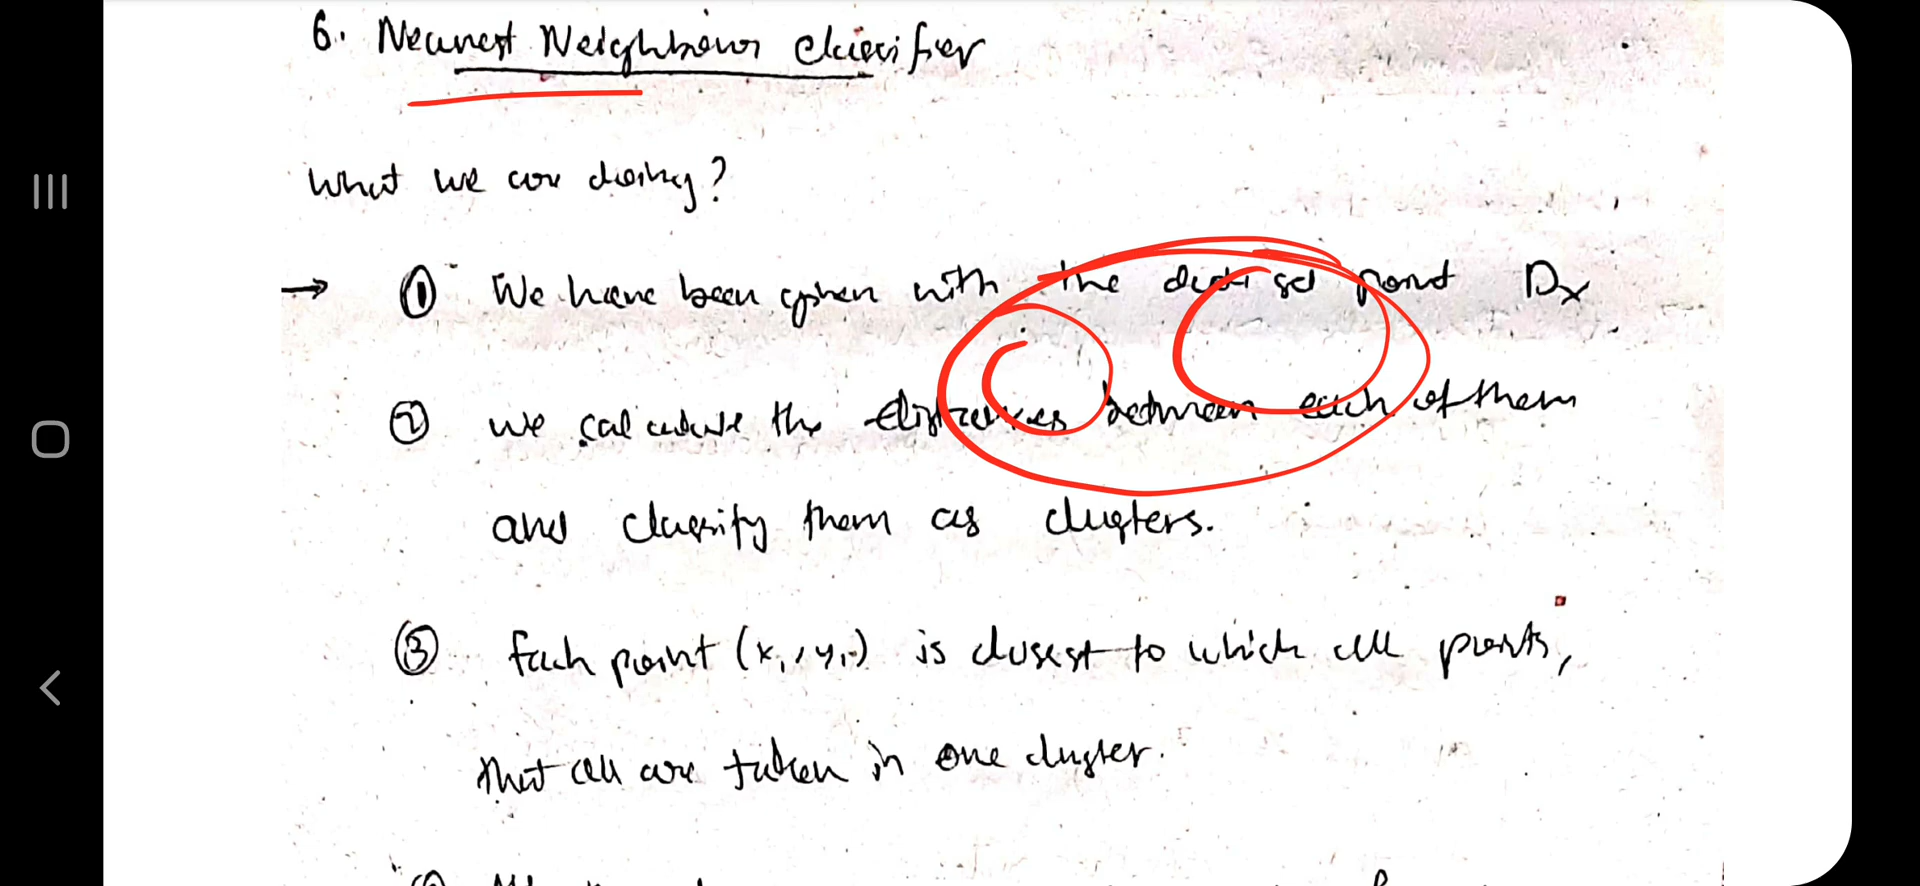 6. Nearest Neighbour Classifier
What we are doing?
→ ① We have been given with the data set point Dx
② we calculate the distances between each of them
and classify them as clusters.
③ Each point (x₁, y₁) is closest to which all points,
that all are taken in one cluster.